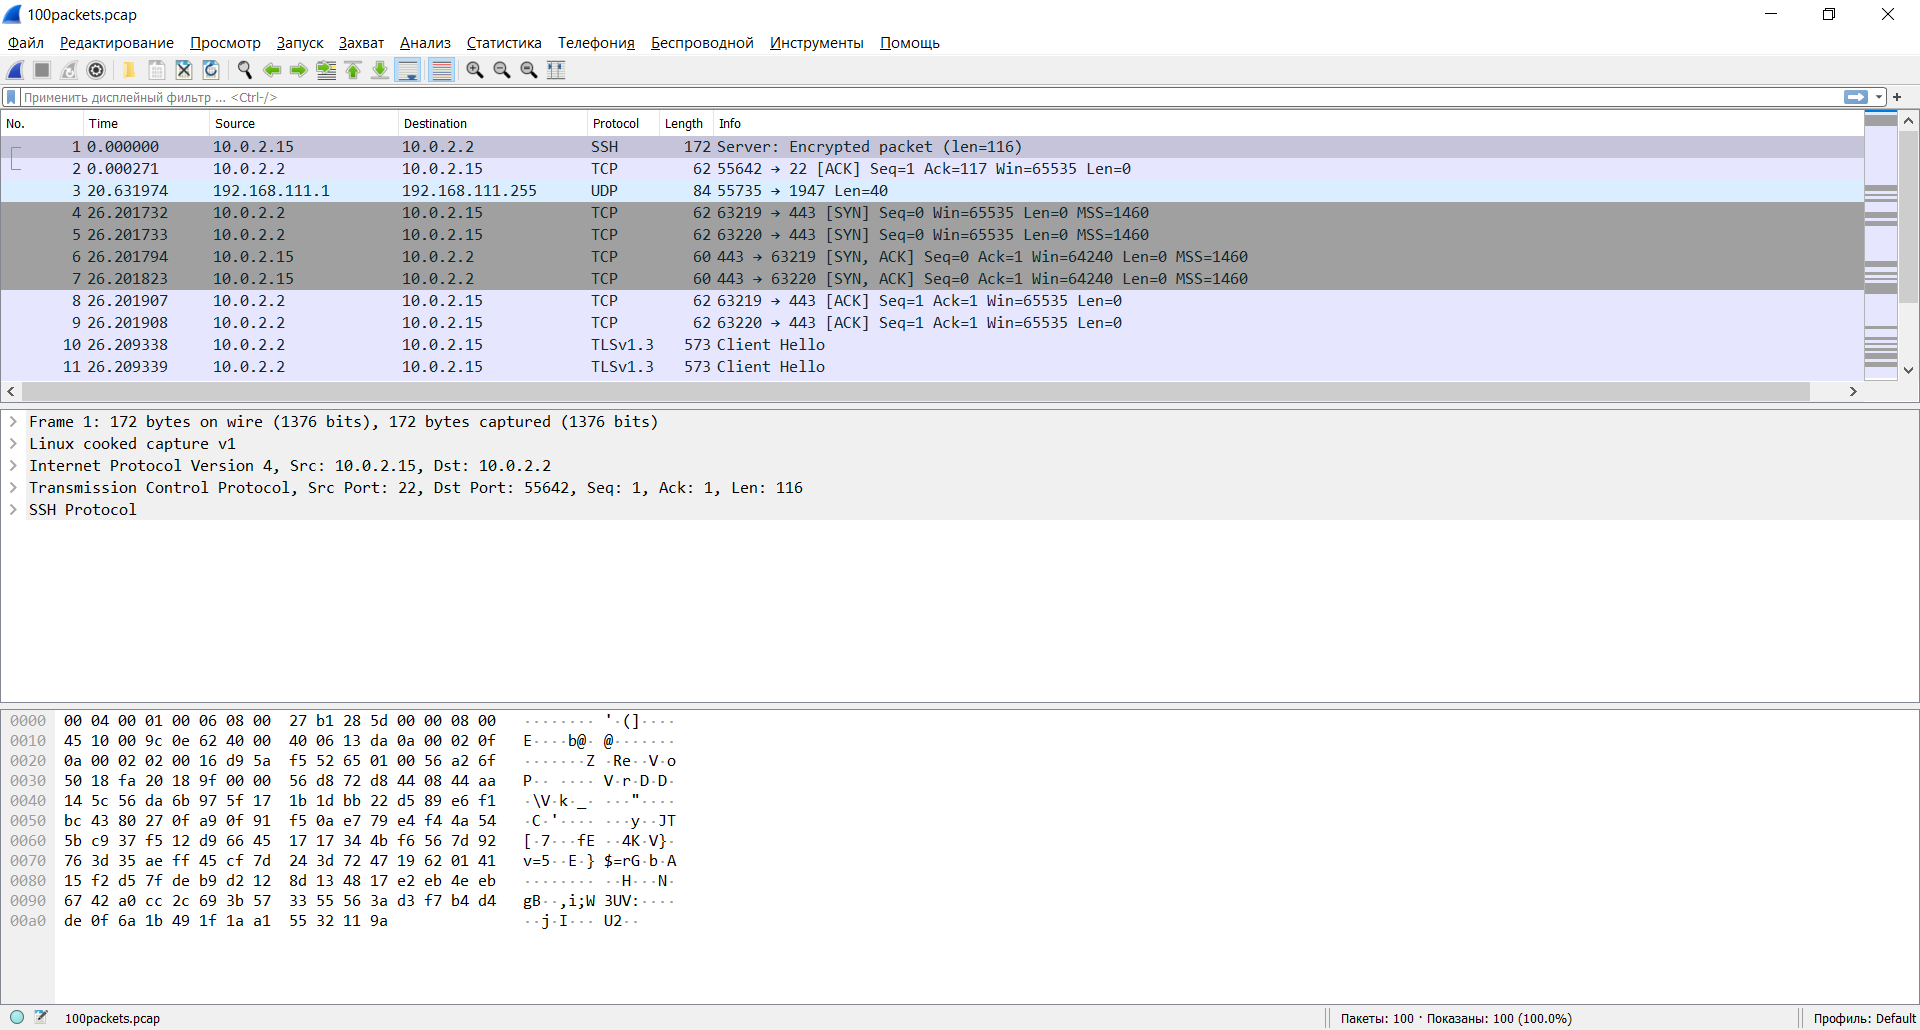 100packets.pcap
Файл Редактирование Просмотр Запуск Захват Анализ Статистика Телефония Беспроводной Инструменты Помощь
Применить дисплейный фильтр ... <Ctrl-/>
No. Time Source Destination Protocol Length Info
1 0.000000 10.0.2.15 10.0.2.2 SSH 172 Server: Encrypted packet (len=116)
2 0.000271 10.0.2.2 10.0.2.15 TCP 62 55642 → 22 [ACK] Seq=1 Ack=117 Win=65535 Len=0
3 20.631974 192.168.111.1 192.168.111.255 UDP 84 55735 → 1947 Len=40
4 26.201732 10.0.2.2 10.0.2.15 TCP 62 63219 → 443 [SYN] Seq=0 Win=65535 Len=0 MSS=1460
5 26.201733 10.0.2.2 10.0.2.15 TCP 62 63220 → 443 [SYN] Seq=0 Win=65535 Len=0 MSS=1460
6 26.201794 10.0.2.15 10.0.2.2 TCP 60 443 → 63219 [SYN, ACK] Seq=0 Ack=1 Win=64240 Len=0 MSS=1460
7 26.201823 10.0.2.15 10.0.2.2 TCP 60 443 → 63220 [SYN, ACK] Seq=0 Ack=1 Win=64240 Len=0 MSS=1460
8 26.201907 10.0.2.2 10.0.2.15 TCP 62 63219 → 443 [ACK] Seq=1 Ack=1 Win=65535 Len=0
9 26.201908 10.0.2.2 10.0.2.15 TCP 62 63220 → 443 [ACK] Seq=1 Ack=1 Win=65535 Len=0
10 26.209338 10.0.2.2 10.0.2.15 TLSv1.3 573 Client Hello
11 26.209339 10.0.2.2 10.0.2.15 TLSv1.3 573 Client Hello
Frame 1: 172 bytes on wire (1376 bits), 172 bytes captured (1376 bits)
Linux cooked capture v1
Internet Protocol Version 4, Src: 10.0.2.15, Dst: 10.0.2.2
Transmission Control Protocol, Src Port: 22, Dst Port: 55642, Seq: 1, Ack: 1, Len: 116
SSH Protocol
0000 00 04 00 01 00 06 08 00 27 b1 28 5d 00 00 08 00 ········ '·(]····
0010 45 10 00 9c 0e 62 40 00 40 06 13 da 0a 00 02 0f E····b@· @·······
0020 0a 00 02 02 00 16 d9 5a f5 52 65 01 00 56 a2 6f ·······Z ·Re··V·o
0030 50 18 fa 20 18 9f 00 00 56 d8 72 d8 44 08 44 aa P·· ···· V·r·D·D·
0040 14 5c 56 da 6b 97 5f 17 1b 1d bb 22 d5 89 e6 f1 ·\V·k·_· ···"····
0050 bc 43 80 27 0f a9 0f 91 f5 0a e7 79 e4 f4 4a 54 ·C·'···· ···y··JT
0060 5b c9 37 f5 12 d9 66 45 17 17 34 4b f6 56 7d 92 [·7···fE ··4K·V}·
0070 76 3d 35 ae ff 45 cf 7d 24 3d 72 47 19 62 01 41 v=5··E·} $=rG·b·A
0080 15 f2 d5 7f de b9 d2 12 8d 13 48 17 e2 eb 4e eb ········ ··H···N·
0090 67 42 a0 cc 2c 69 3b 57 33 55 56 3a d3 f7 b4 d4 gB··,i;W 3UV:····
00a0 de 0f 6a 1b 49 1f 1a a1 55 32 11 9a ··j·I··· U2··
100packets.pcap Пакеты: 100 · Показаны: 100 (100.0%) Профиль: Default